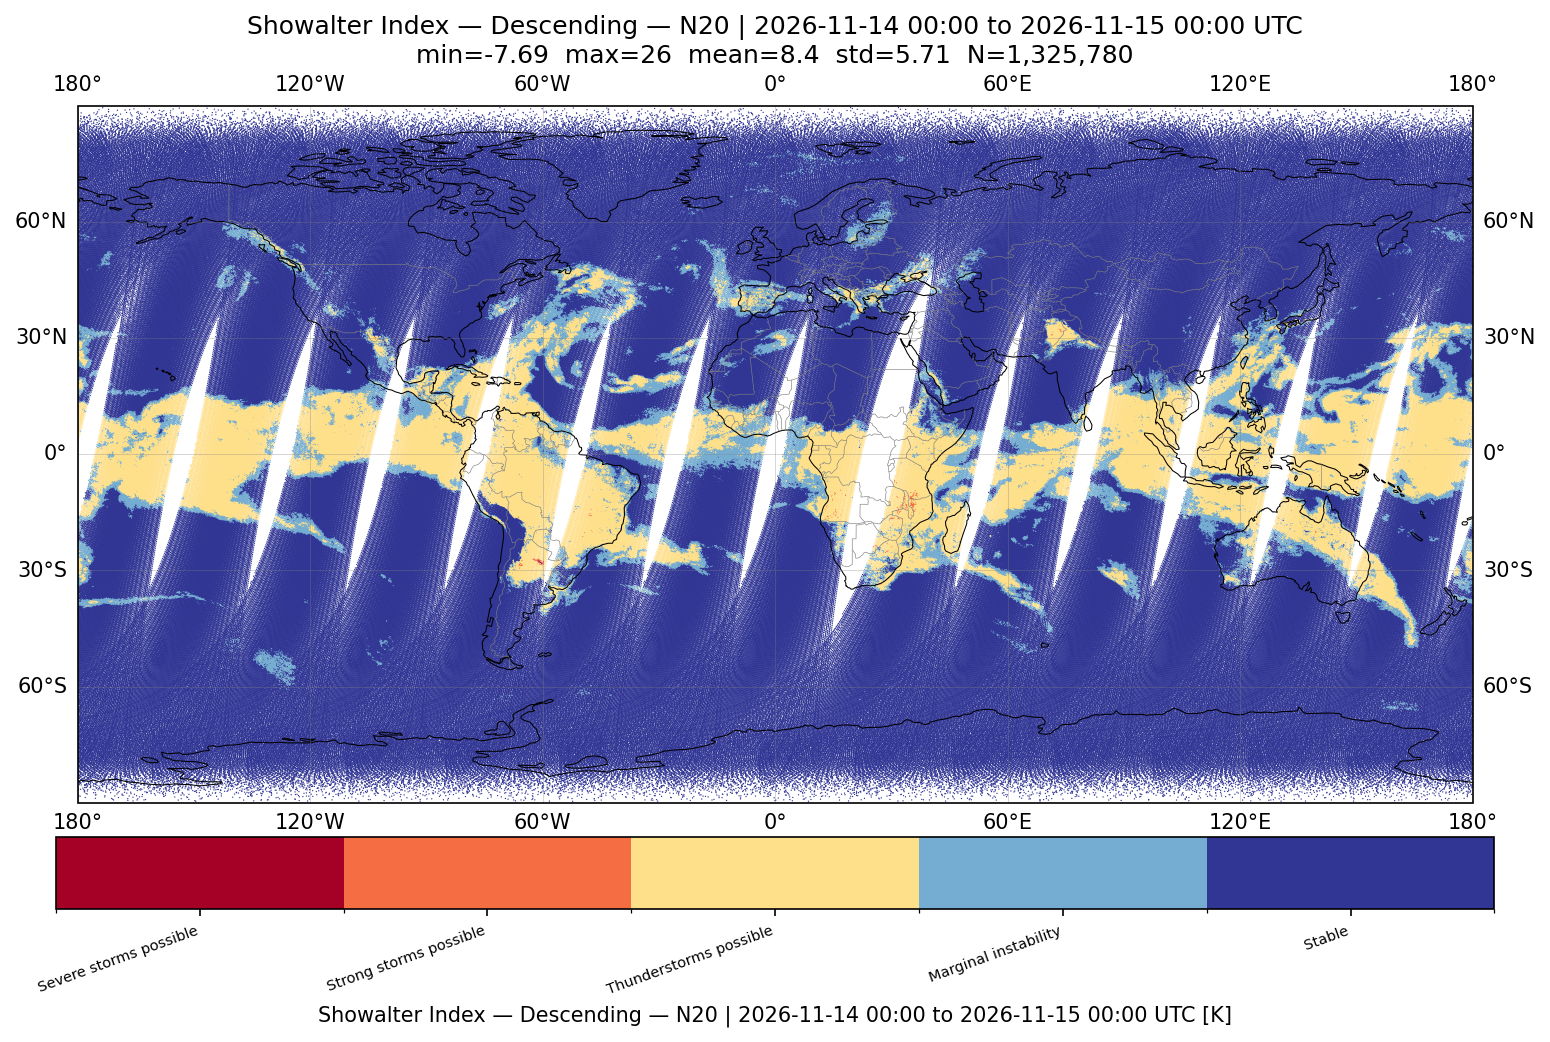 Showalter Index — Descending — N20 | 2026-11-14 00:00 to 2026-11-15 00:00 UTC
min=-7.69 max=26 mean=8.4 std=5.71 N=1,325,780
180° 120°W 60°W 0° 60°E 120°E 180°
60°N 60°N
30°N 30°N
0° 0°
30°S 30°S
60°S 60°S
180° 120°W 60°W 0° 60°E 120°E 180°
Severe storms possible Strong storms possible Thunderstorms possible Marginal instability Stable
Showalter Index — Descending — N20 | 2026-11-14 00:00 to 2026-11-15 00:00 UTC [K]